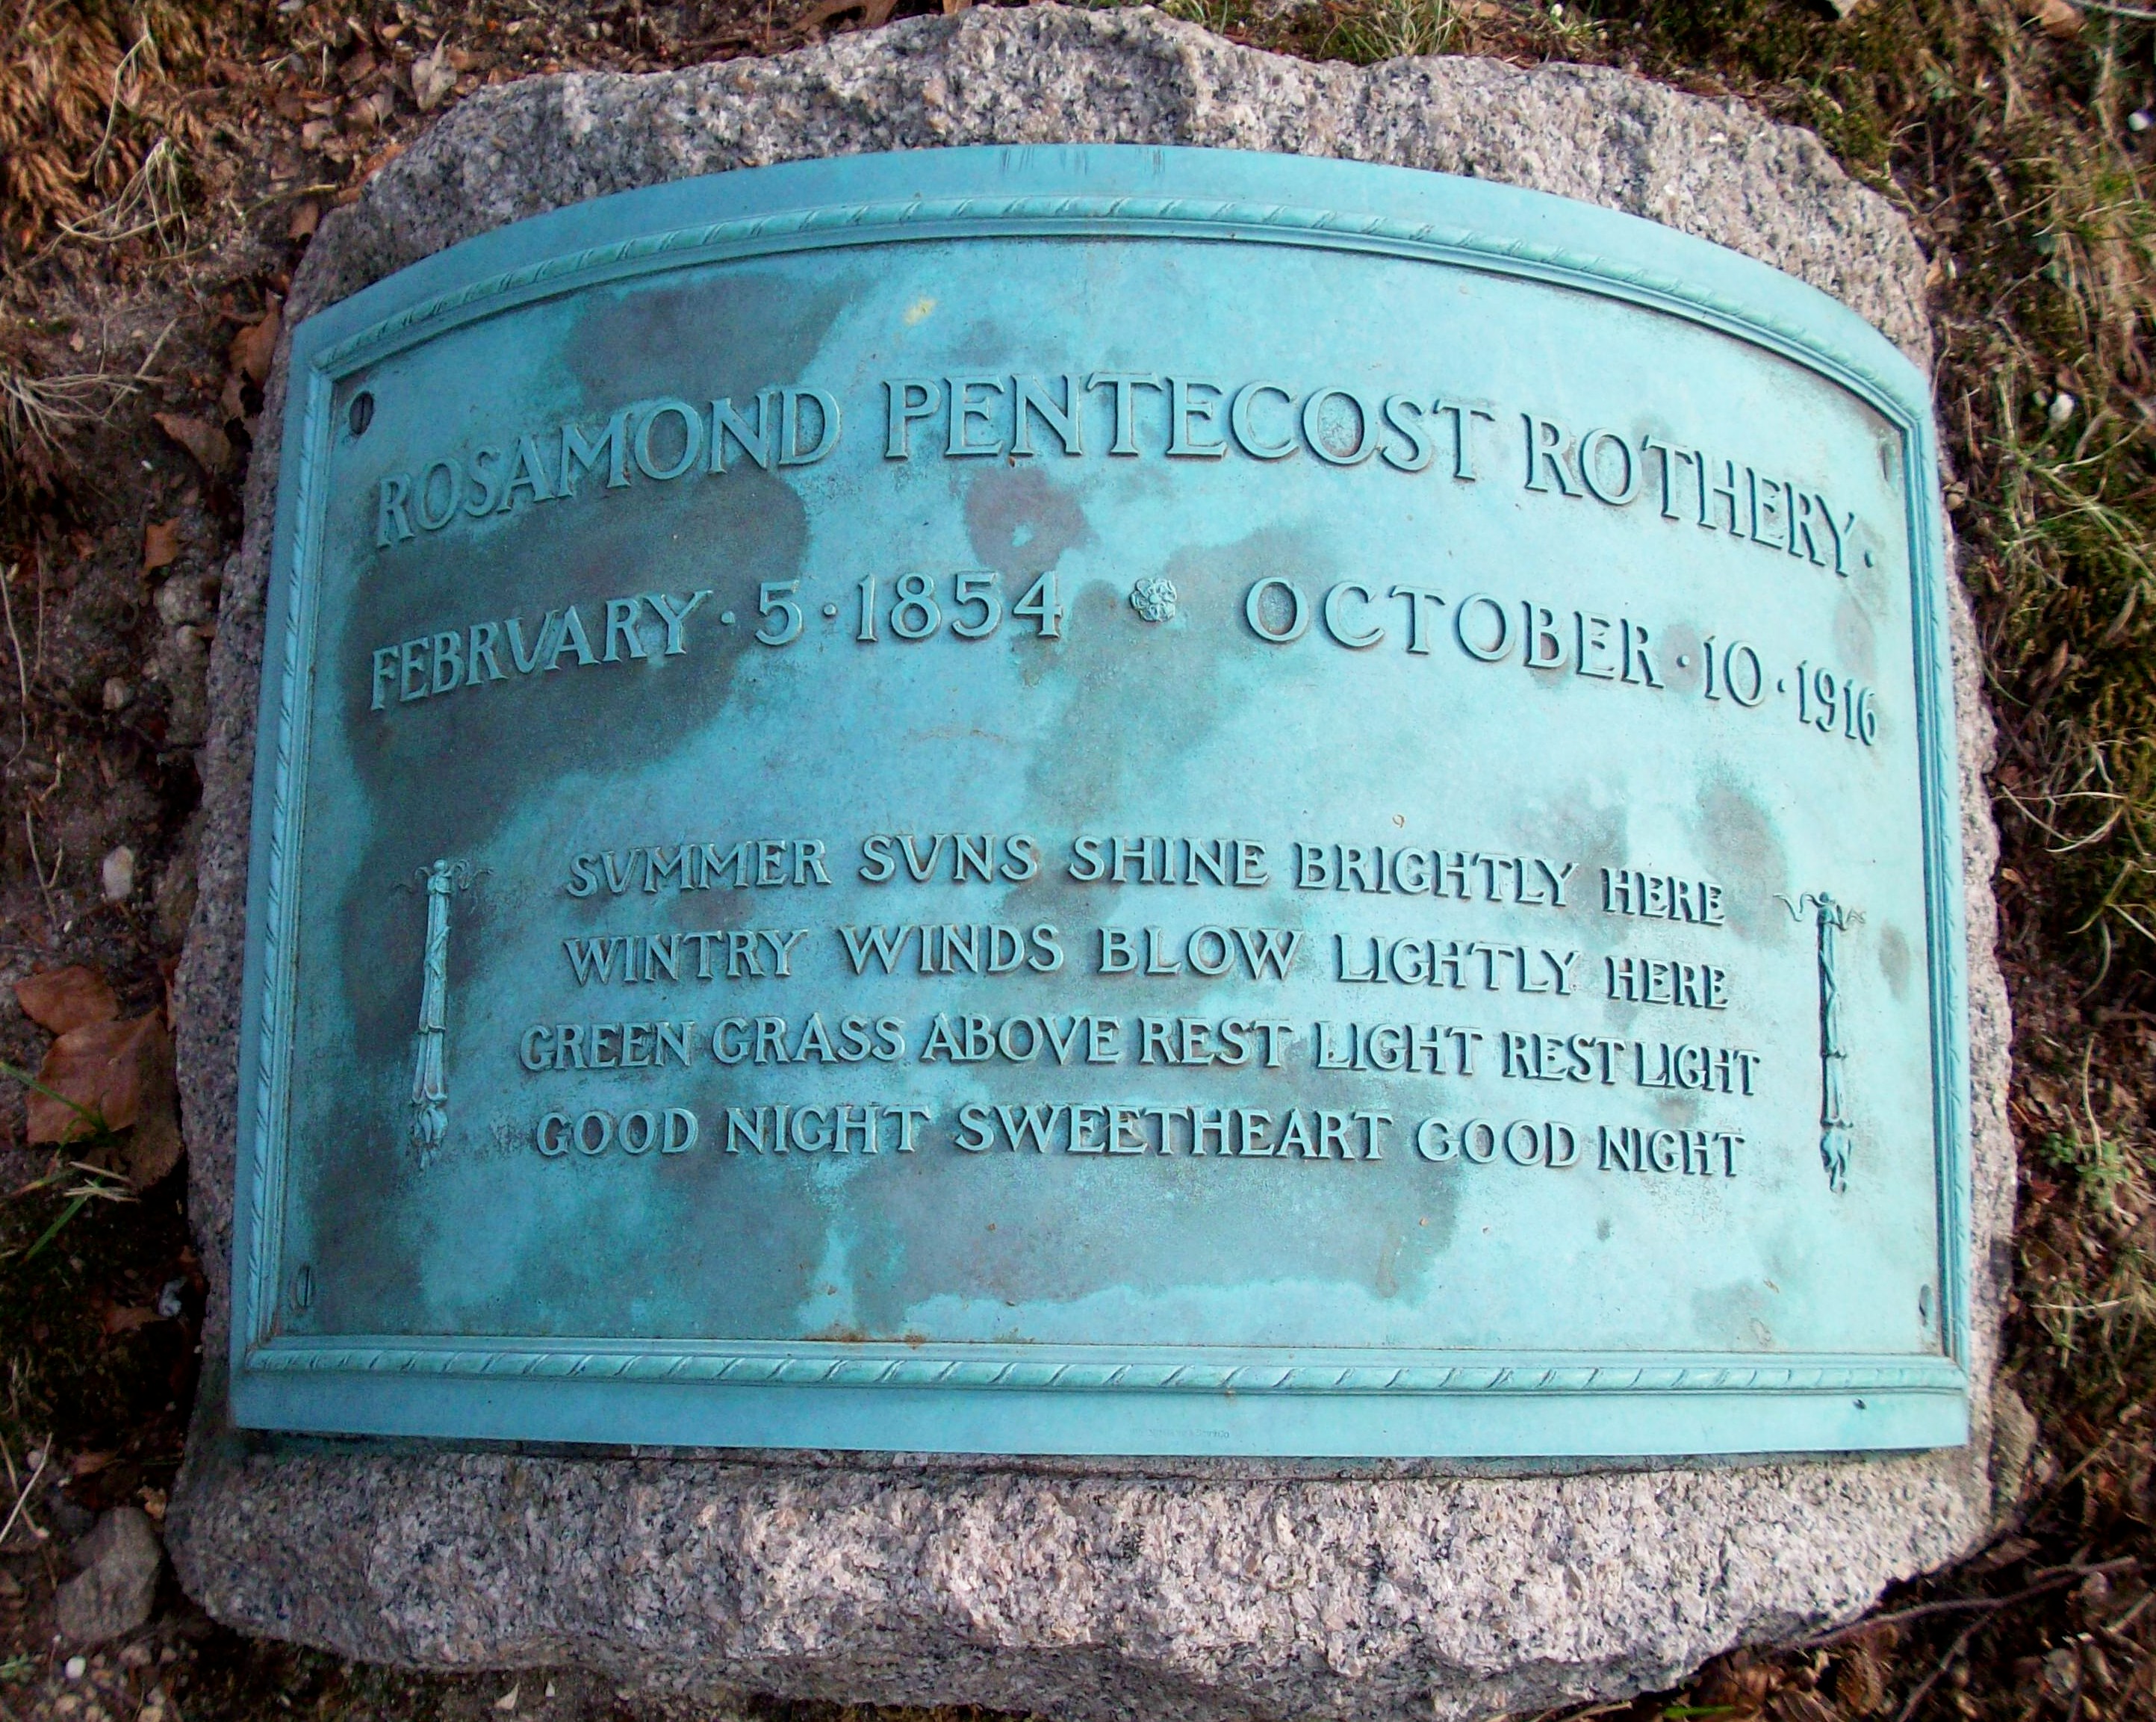 ROSAMOND PENTECOST ROTHERY ·
FEBRVARY · 5 · 1854 OCTOBER · 10 · 1916
SVMMER SVNS SHINE BRIGHTLY HERE
WINTRY WINDS BLOW LIGHTLY HERE
GREEN GRASS ABOVE REST LIGHT REST LIGHT
GOOD NIGHT SWEETHEART GOOD NIGHT